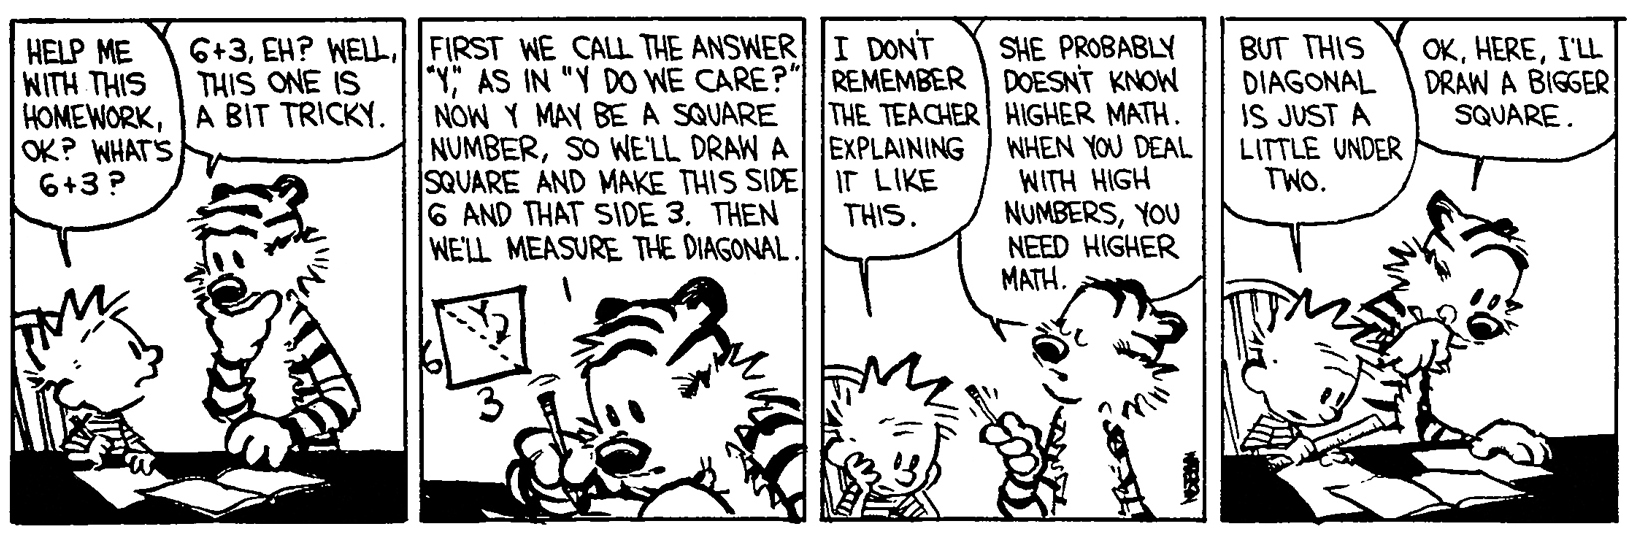 HELP ME
WITH THIS
HOMEWORK,
OK? WHAT'S
6+3?
6+3, EH? WELL,
THIS ONE IS
A BIT TRICKY.
FIRST WE CALL THE ANSWER
"Y," AS IN "Y DO WE CARE?"
NOW Y MAY BE A SQUARE
NUMBER, SO WE'LL DRAW A
SQUARE AND MAKE THIS SIDE
6 AND THAT SIDE 3. THEN
WE'LL MEASURE THE DIAGONAL.
Y?
6
3
I DON'T
REMEMBER
THE TEACHER
EXPLAINING
IT LIKE
THIS.
SHE PROBABLY
DOESN'T KNOW
HIGHER MATH.
WHEN YOU DEAL
WITH HIGH
NUMBERS, YOU
NEED HIGHER
MATH.
WATTERSON
BUT THIS
DIAGONAL
IS JUST A
LITTLE UNDER
TWO.
OK, HERE, I'LL
DRAW A BIGGER
SQUARE.